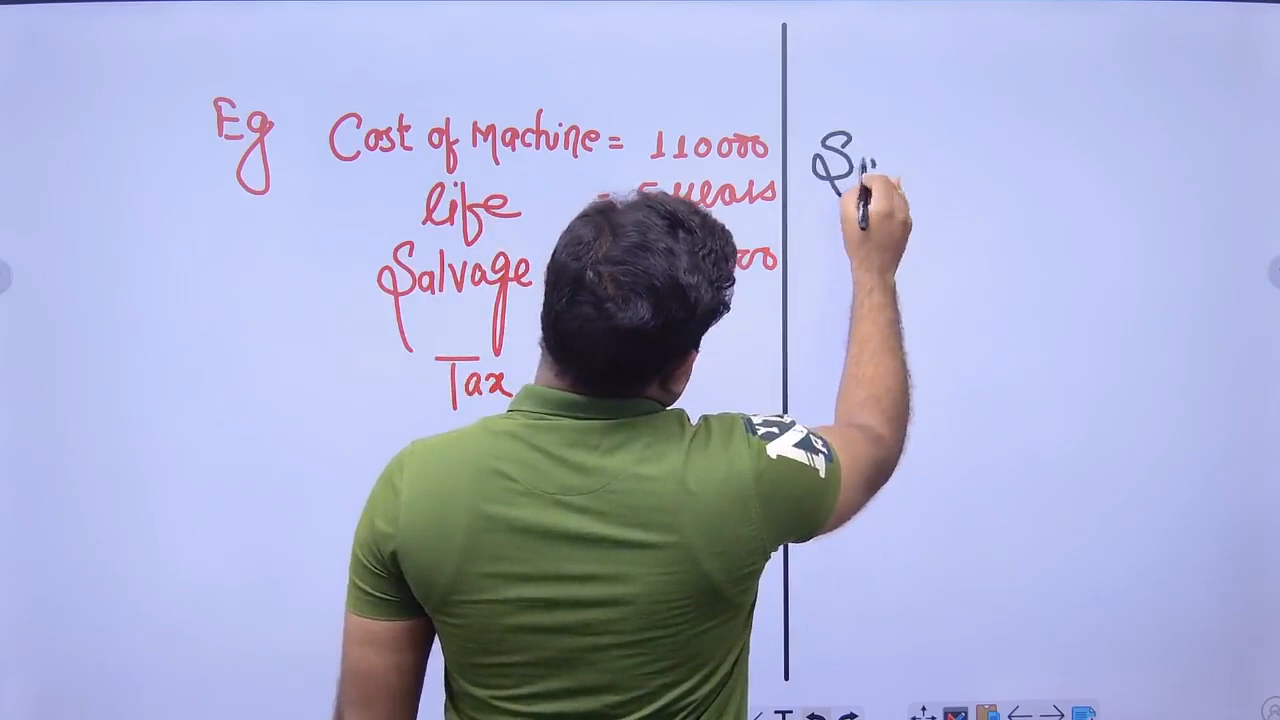 Eg Cost of Machine = 110000
life = 5 years
Salvage
Tax
S